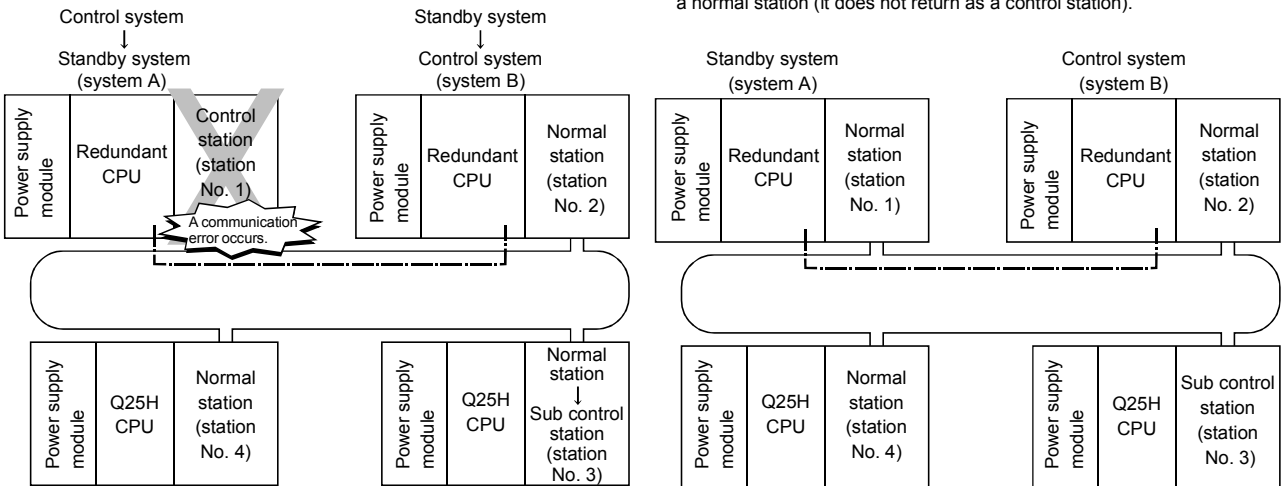 a normal station (it does not return as a control station).
Control system
↓
Standby system
(system A)
Power supply
module
Redundant
CPU
Control
station
(station
No. 1)
A communication
error occurs.
Standby system
↓
Control system
(system B)
Power supply
module
Redundant
CPU
Normal
station
(station
No. 2)
Power supply
module
Q25H
CPU
Normal
station
(station
No. 4)
Power supply
module
Q25H
CPU
Normal
station
↓
Sub control
station
(station
No. 3)
Standby system
(system A)
Power supply
module
Redundant
CPU
Normal
station
(station
No. 1)
Control system
(system B)
Power supply
module
Redundant
CPU
Normal
station
(station
No. 2)
Power supply
module
Q25H
CPU
Normal
station
(station
No. 4)
Power supply
module
Q25H
CPU
Sub control
station
(station
No. 3)